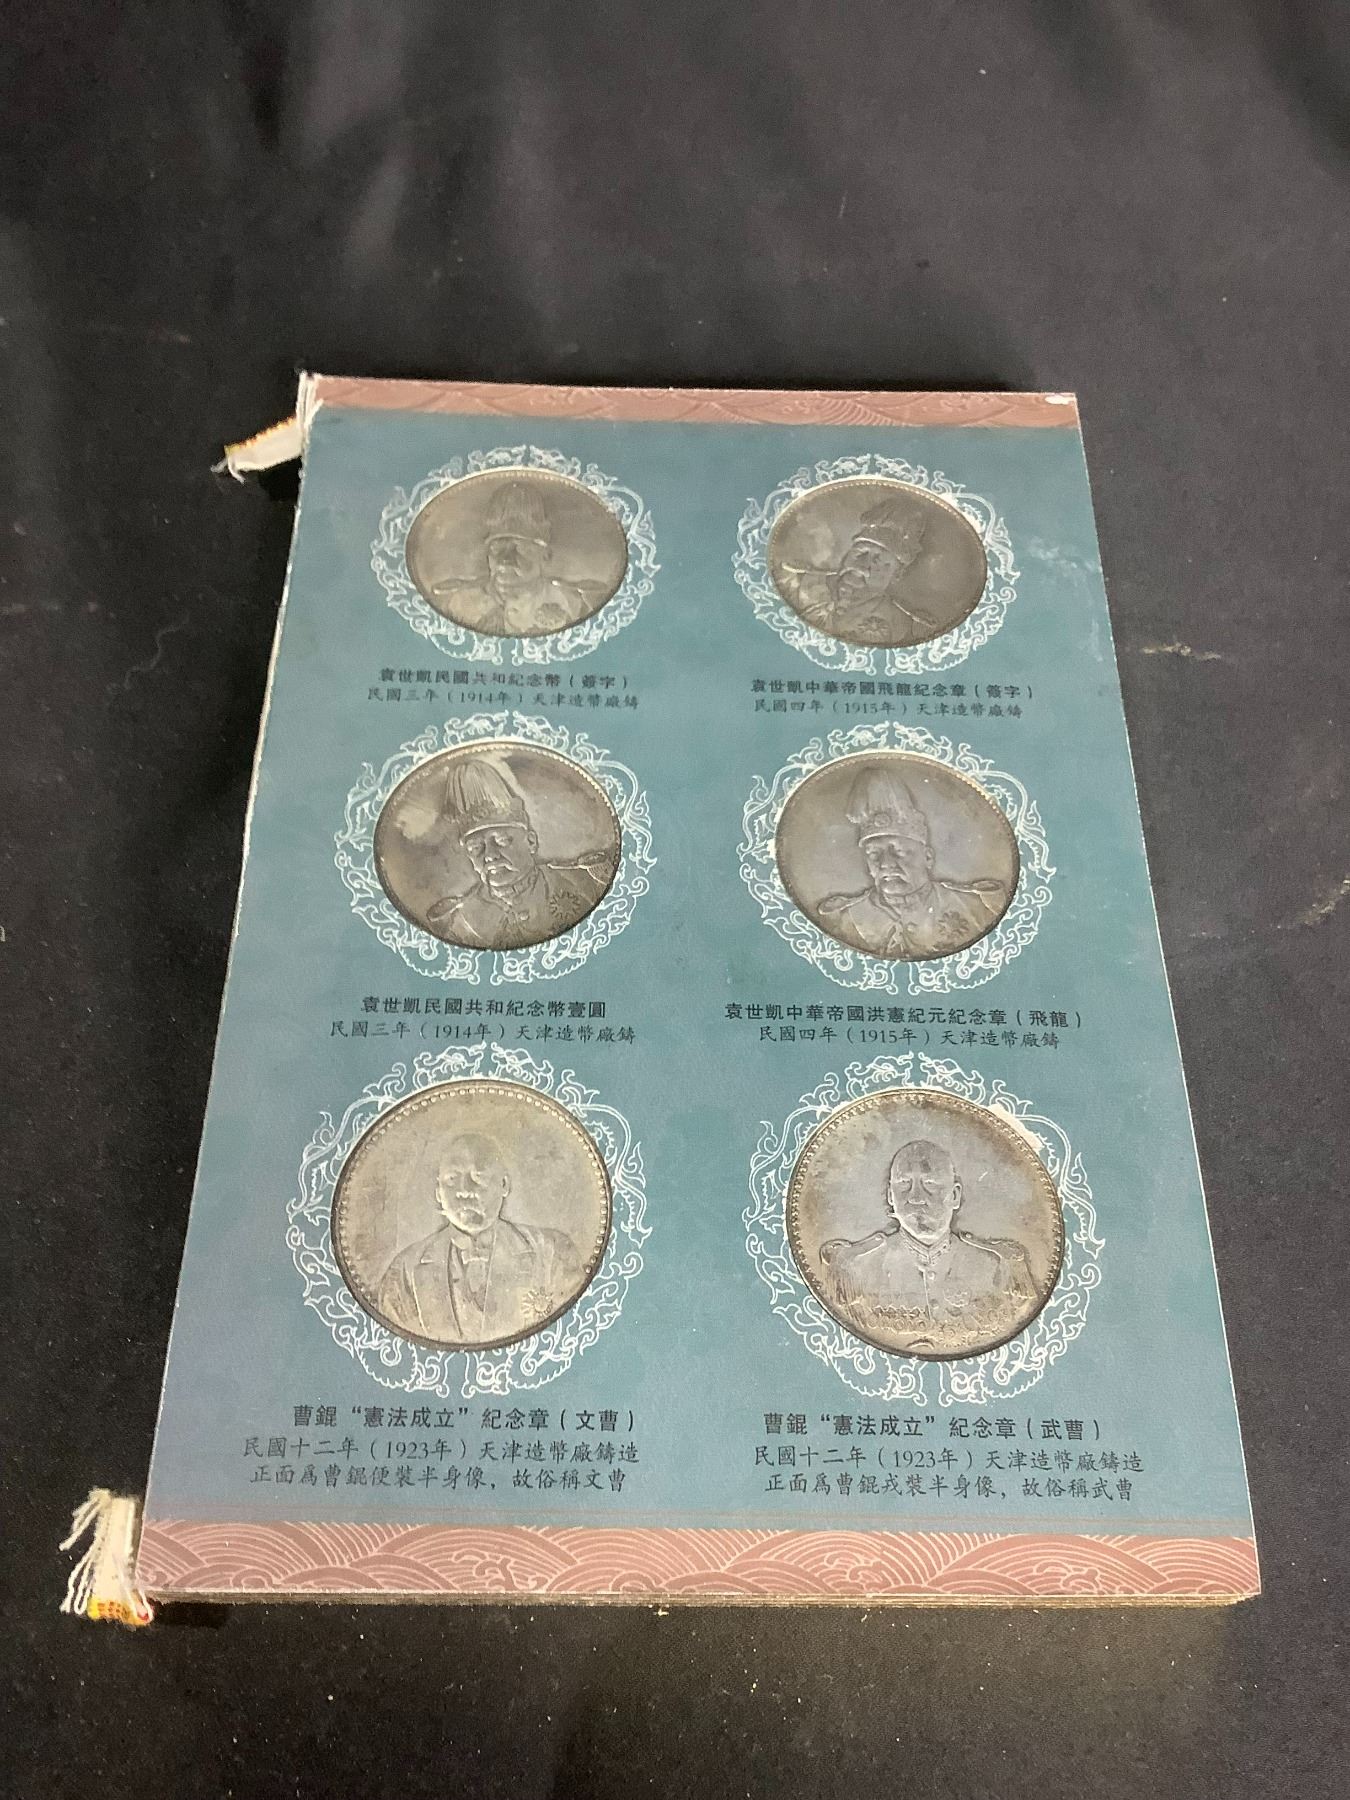 袁世凱民國共和紀念幣（簽字）
民國三年（1914年）天津造幣廠鑄
袁世凱中華帝國飛龍紀念章（簽字）
民國四年（1915年）天津造幣廠鑄
袁世凱民國共和紀念幣壹圓
民國三年（1914年）天津造幣廠鑄
袁世凱中華帝國洪憲紀元紀念章（飛龍）
民國四年（1915年）天津造幣廠鑄
曹錕“憲法成立”紀念章（文曹）
民國十二年（1923年）天津造幣廠鑄造
正面爲曹錕便裝半身像，故俗稱文曹
曹錕“憲法成立”紀念章（武曹）
民國十二年（1923年）天津造幣廠鑄造
正面爲曹錕戎裝半身像，故俗稱武曹